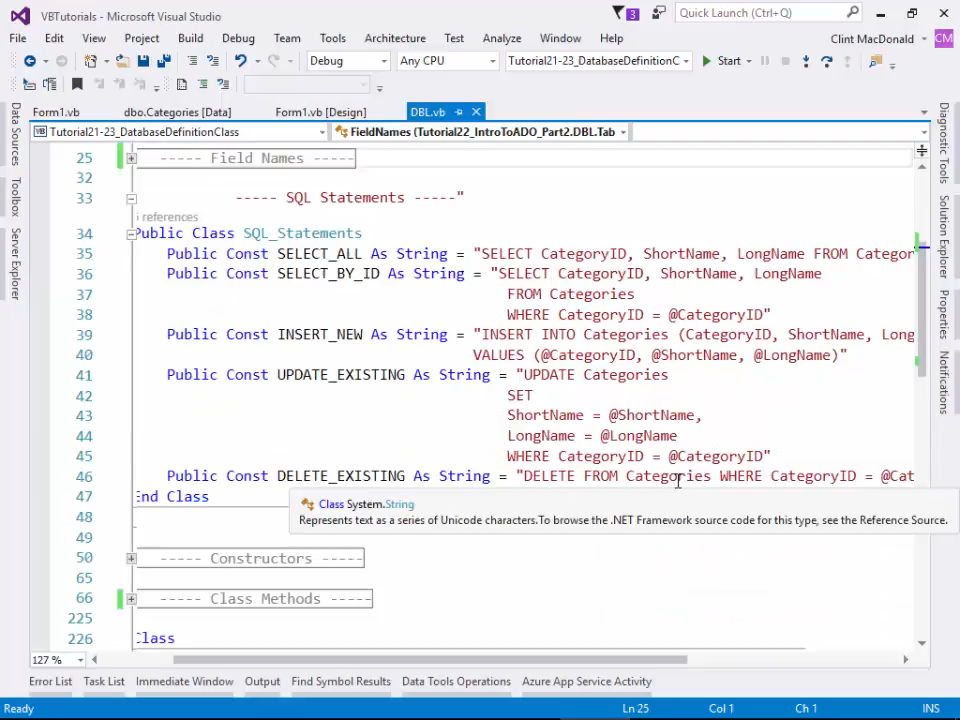 VBTutorials - Microsoft Visual Studio
3
Quick Launch (Ctrl+Q)
File Edit View Project Build Debug Team Tools Architecture Test Analyze Window Help
Clint MacDonald CM
Debug Any CPU Tutorial21-23_DatabaseDefinitionC Start
Form1.vb dbo.Categories [Data] Form1.vb [Design] DBL.vb
Tutorial21-23_DatabaseDefinitionClass FieldNames (Tutorial22_IntroToADO_Part2.DBL.Tab
Data Sources
Toolbox
Server Explorer
25 ----- Field Names -----
32
33 ----- SQL Statements -----"
references
34 Public Class SQL_Statements
35 Public Const SELECT_ALL As String = "SELECT CategoryID, ShortName, LongName FROM Categor
36 Public Const SELECT_BY_ID As String = "SELECT CategoryID, ShortName, LongName
37 FROM Categories
38 WHERE CategoryID = @CategoryID"
39 Public Const INSERT_NEW As String = "INSERT INTO Categories (CategoryID, ShortName, Long
40 VALUES (@CategoryID, @ShortName, @LongName)"
41 Public Const UPDATE_EXISTING As String = "UPDATE Categories
42 SET
43 ShortName = @ShortName,
44 LongName = @LongName
45 WHERE CategoryID = @CategoryID"
46 Public Const DELETE_EXISTING As String = "DELETE FROM Categories WHERE CategoryID = @Cat
47 End Class
Class System.String
Represents text as a series of Unicode characters.To browse the .NET Framework source code for this type, see the Reference Source.
48
49
50 ----- Constructors -----
65
66 ----- Class Methods -----
225
226 Class
Diagnostic Tools
Solution Explorer
Properties
Notifications
127 %
Error List Task List Immediate Window Output Find Symbol Results Data Tools Operations Azure App Service Activity
Ready Ln 25 Col 1 Ch 1 INS